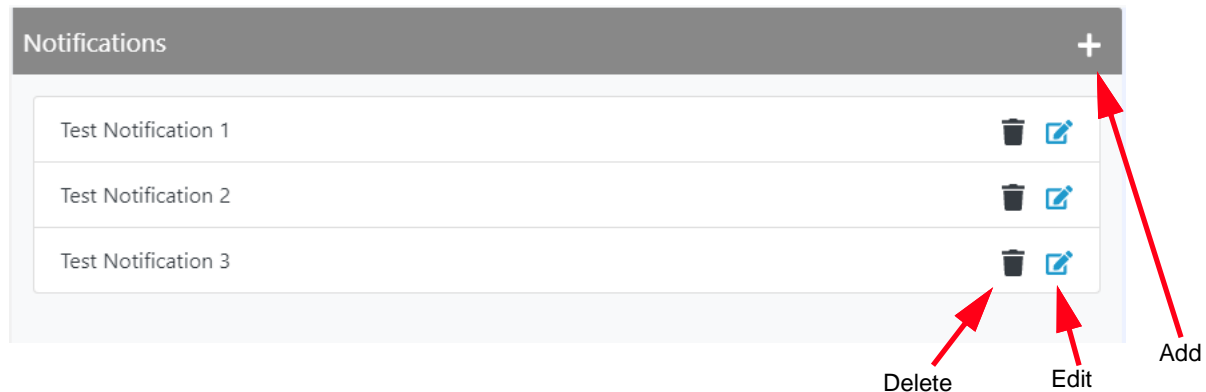 Notifications
Test Notification 1
Test Notification 2
Test Notification 3
Add
Delete
Edit